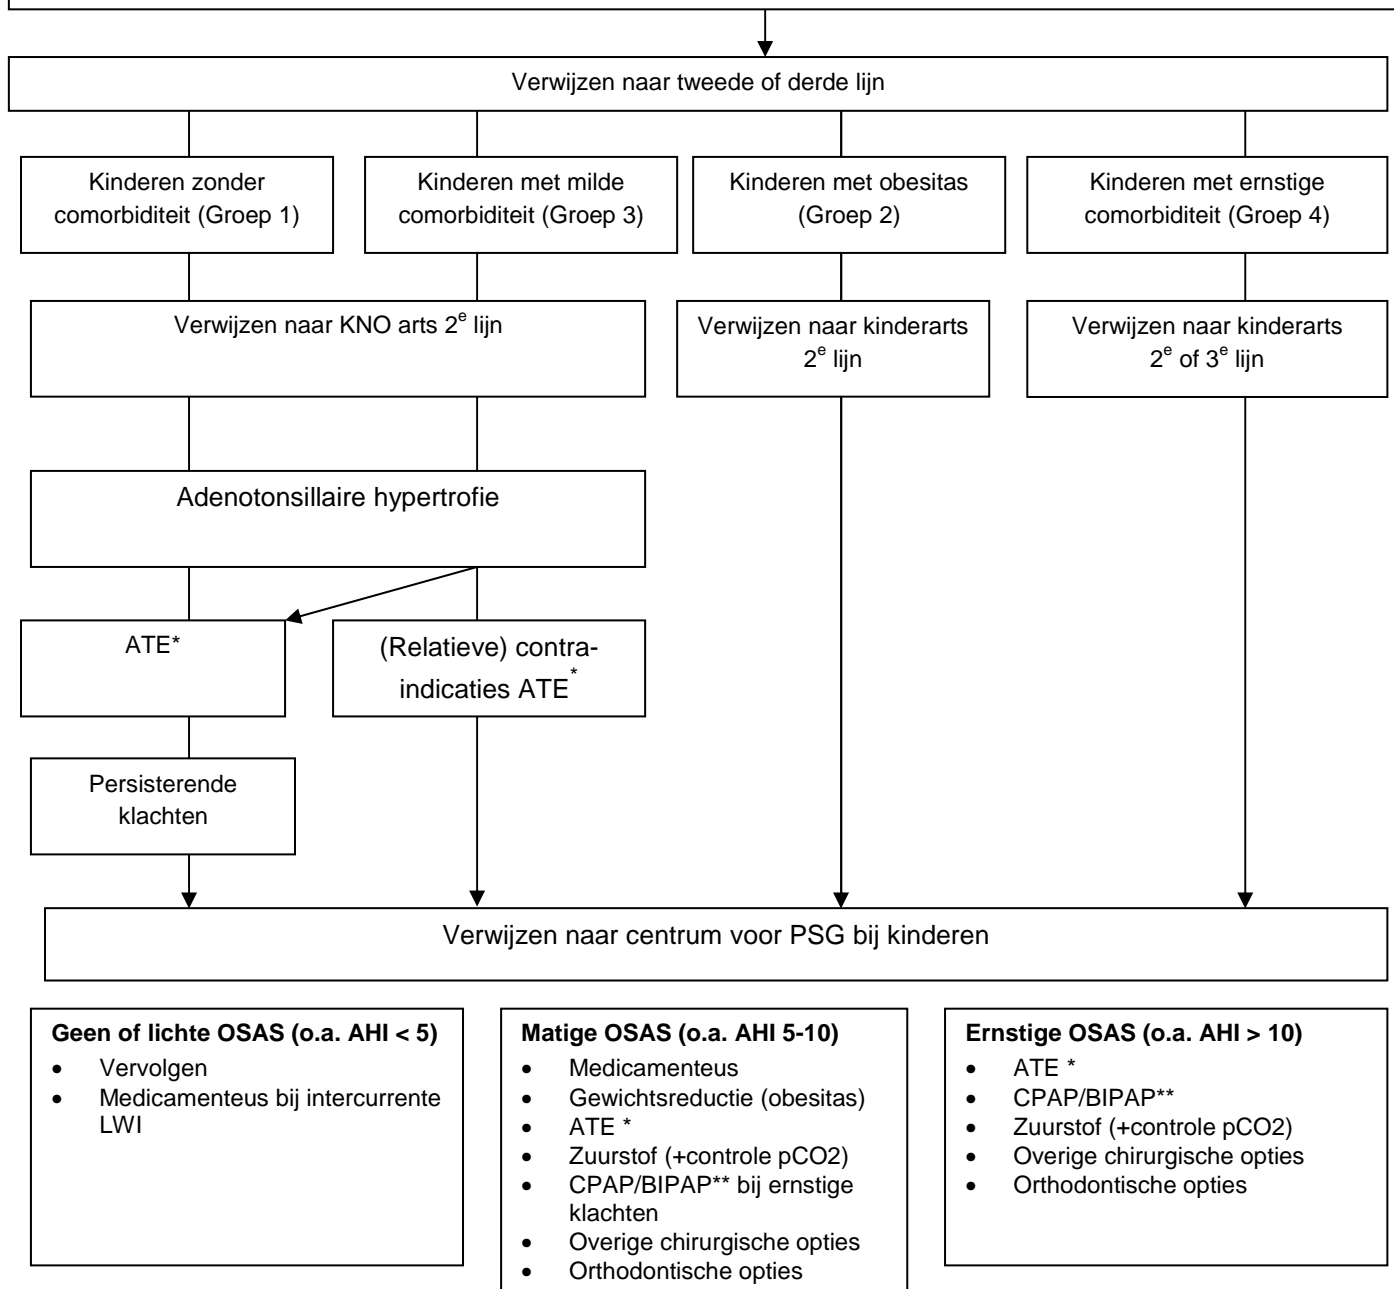 Verwijzen naar tweede of derde lijn
Kinderen zonder
comorbiditeit (Groep 1)
Kinderen met milde
comorbiditeit (Groep 3)
Kinderen met obesitas
(Groep 2)
Kinderen met ernstige
comorbiditeit (Groep 4)
Verwijzen naar KNO arts 2e lijn
Verwijzen naar kinderarts
2e lijn
Verwijzen naar kinderarts
2e of 3e lijn
Adenotonsillaire hypertrofie
ATE*
(Relatieve) contra-
indicaties ATE*
Persisterende
klachten
Verwijzen naar centrum voor PSG bij kinderen
Geen of lichte OSAS (o.a. AHI < 5)
• Vervolgen
• Medicamenteus bij intercurrente
LWI
Matige OSAS (o.a. AHI 5-10)
• Medicamenteus
• Gewichtsreductie (obesitas)
• ATE *
• Zuurstof (+controle pCO2)
• CPAP/BIPAP** bij ernstige
klachten
• Overige chirurgische opties
• Orthodontische opties
Ernstige OSAS (o.a. AHI > 10)
• ATE *
• CPAP/BIPAP**
• Zuurstof (+controle pCO2)
• Overige chirurgische opties
• Orthodontische opties